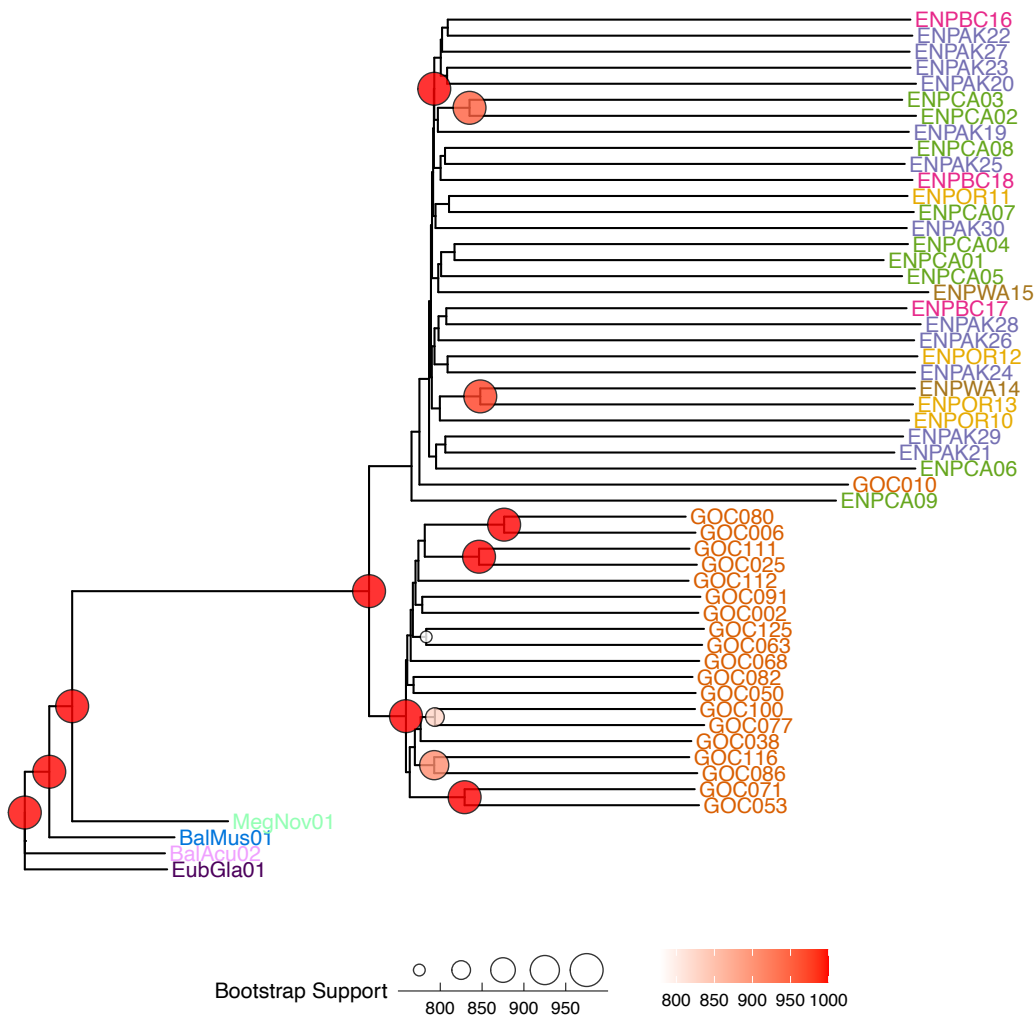 ENPBC16
ENPAK22
ENPAK27
ENPAK23
ENPAK20
ENPCA03
ENPCA02
ENPAK19
ENPCA08
ENPAK25
ENPBC18
ENPOR11
ENPCA07
ENPAK30
ENPCA04
ENPCA01
ENPCA05
ENPWA15
ENPBC17
ENPAK28
ENPAK26
ENPOR12
ENPAK24
ENPWA14
ENPOR13
ENPOR10
ENPAK29
ENPAK21
ENPCA06
GOC010
ENPCA09
GOC080
GOC006
GOC111
GOC025
GOC112
GOC091
GOC002
GOC125
GOC063
GOC068
GOC082
GOC050
GOC100
GOC077
GOC038
GOC116
GOC086
GOC071
GOC053
MegNov01
BalMus01
BalAcu02
EubGla01
Bootstrap Support
800 850 900 950
800 850 900 950 1000